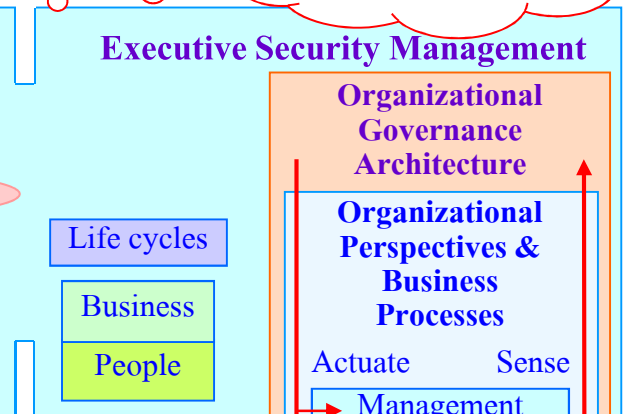 Executive Security Management
Organizational
Governance
Architecture
Organizational
Perspectives &
Business
Processes
Life cycles
Business
People
Actuate Sense
Management